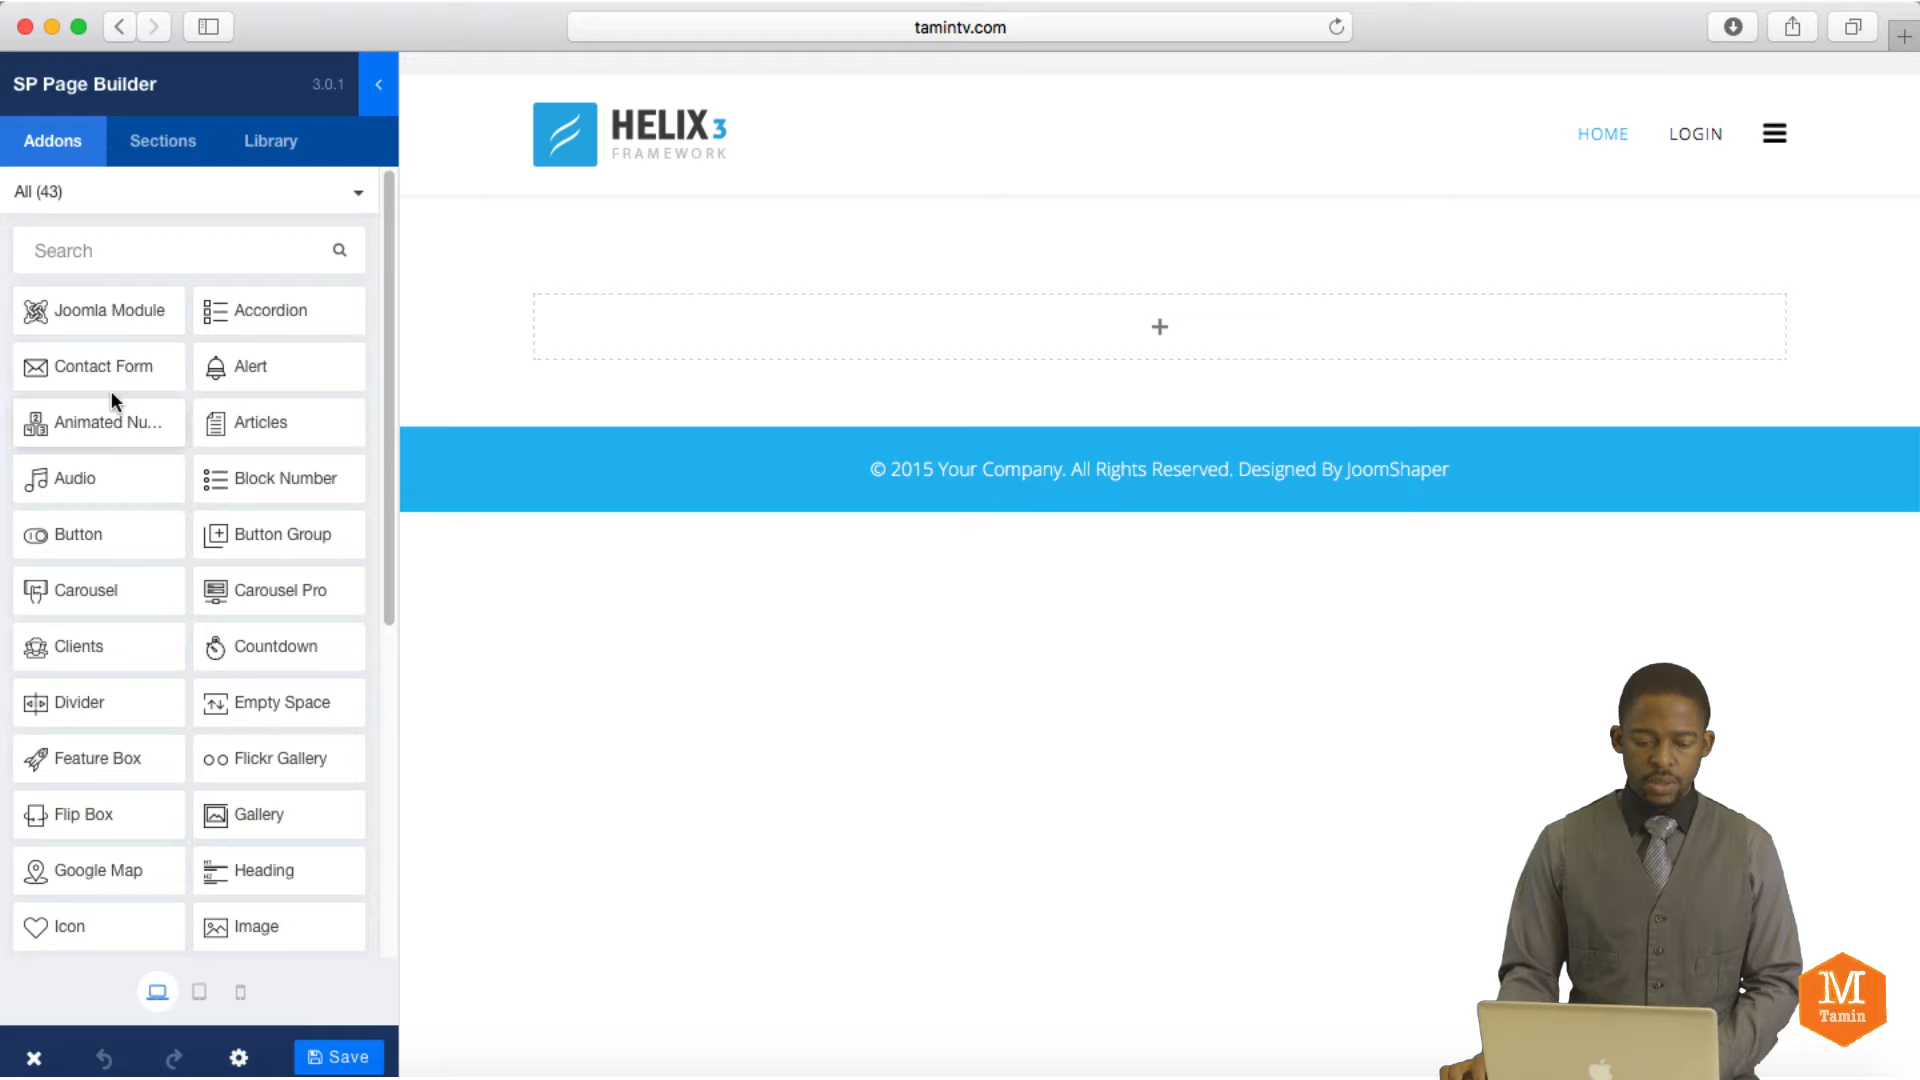 tamintv.com
SP Page Builder 3.0.1
Addons Sections Library
All (43)
Search
Joomla Module Accordion
Contact Form Alert
Animated Nu... Articles
Audio Block Number
Button Button Group
Carousel Carousel Pro
Clients Countdown
Divider Empty Space
Feature Box Flickr Gallery
Flip Box Gallery
Google Map Heading
Icon Image
Save
HELIX 3
FRAMEWORK
HOME LOGIN
© 2015 Your Company. All Rights Reserved. Designed By JoomShaper
M
Tamin